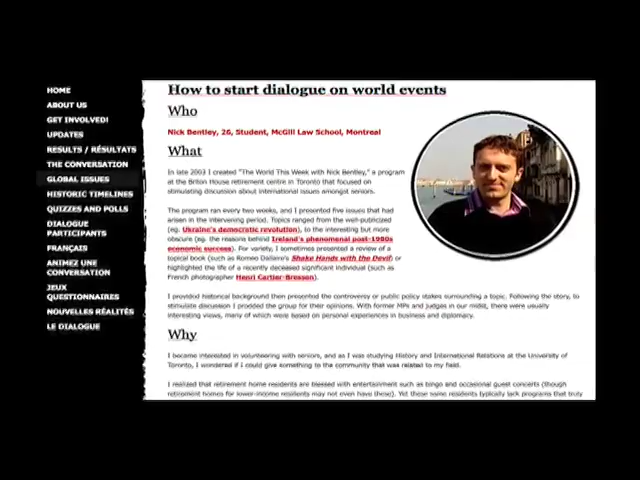 HOME
ABOUT US
GET INVOLVED!
UPDATES
RESULTS / RÉSULTATS
THE CONVERSATION
GLOBAL ISSUES
HISTORIC TIMELINES
QUIZZES AND POLLS
DIALOGUE
PARTICIPANTS
FRANÇAIS
ANIMEZ UNE
CONVERSATION
JEUX
QUESTIONNAIRES
NOUVELLES RÉALITÉS
LE DIALOGUE
How to start dialogue on world events
Who
Nick Bentley, 26, Student, McGill Law School, Montreal
What
In late 2003 I created "The World This Week with Nick Bentley," a program
at the Briton House retirement centre in Toronto that focused on
stimulating discussion about international issues amongst seniors.
The program ran every two weeks, and I presented five issues that had
arisen in the intervening period. Topics ranged from the well-publicized
(eg. Ukraine's democratic revolution), to the interesting but more
obscure (eg. the reasons behind Ireland's phenomenal post-1980s
economic success). For variety, I sometimes presented a review of a
topical book (such as Romeo Dallaire's Shake Hands with the Devil) or
highlighted the life of a recently deceased significant individual (such as
French photographer Henri Cartier-Bresson).
I provided historical background then presented the controversy or public policy stakes surrounding a topic. Following the story, to
stimulate discussion I prodded the group for their opinions. With former MPs and judges in our midst, there were usually
interesting views, many of which were based on personal experiences in business and diplomacy.
Why
I became interested in volunteering with seniors, and as I was studying History and International Relations at the University of
Toronto, I wondered if I could give something to the community that was related to my field.
I realized that retirement home residents are blessed with entertainment such as bingo and occasional guest concerts (though
retirement homes for lower-income residents may not even have these). Yet these some residents typically lack programs that truly